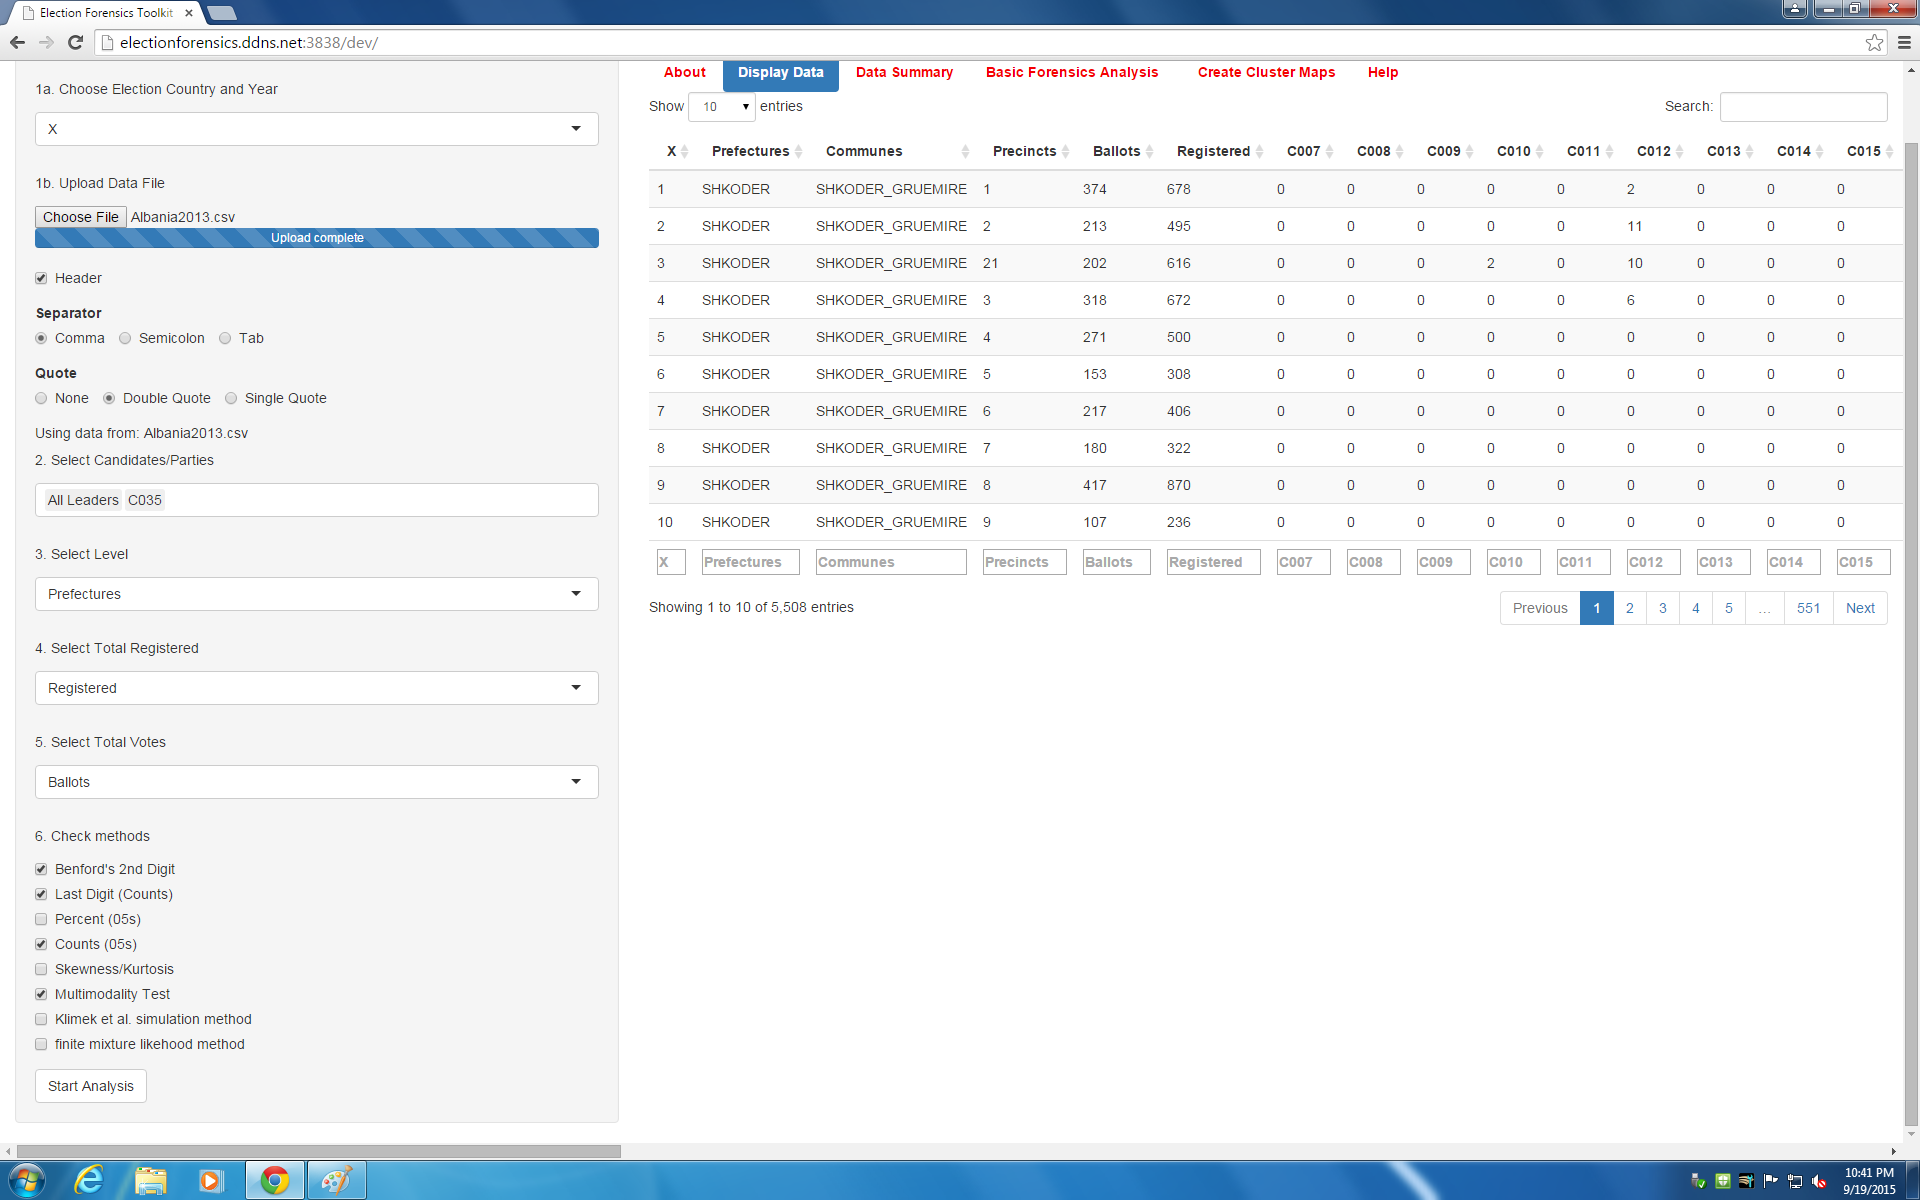 Election Forensics Toolkit
electionforensics.ddns.net:3838/dev/
1a. Choose Election Country and Year
X
1b. Upload Data File
Choose File Albania2013.csv
Upload complete
Header
Separator
Comma Semicolon Tab
Quote
None Double Quote Single Quote
Using data from: Albania2013.csv
2. Select Candidates/Parties
All Leaders C035
3. Select Level
Prefectures
4. Select Total Registered
Registered
5. Select Total Votes
Ballots
6. Check methods
Benford's 2nd Digit
Last Digit (Counts)
Percent (05s)
Counts (05s)
Skewness/Kurtosis
Multimodality Test
Klimek et al. simulation method
finite mixture likehood method
Start Analysis
About Display Data Data Summary Basic Forensics Analysis Create Cluster Maps Help
Show 10 entries Search:
X Prefectures Communes Precincts Ballots Registered C007 C008 C009 C010 C011 C012 C013 C014 C015
1 SHKODER SHKODER_GRUEMIRE 1 374 678 0 0 0 0 0 2 0 0 0
2 SHKODER SHKODER_GRUEMIRE 2 213 495 0 0 0 0 0 11 0 0 0
3 SHKODER SHKODER_GRUEMIRE 21 202 616 0 0 0 2 0 10 0 0 0
4 SHKODER SHKODER_GRUEMIRE 3 318 672 0 0 0 0 0 6 0 0 0
5 SHKODER SHKODER_GRUEMIRE 4 271 500 0 0 0 0 0 0 0 0 0
6 SHKODER SHKODER_GRUEMIRE 5 153 308 0 0 0 0 0 0 0 0 0
7 SHKODER SHKODER_GRUEMIRE 6 217 406 0 0 0 0 0 0 0 0 0
8 SHKODER SHKODER_GRUEMIRE 7 180 322 0 0 0 0 0 0 0 0 0
9 SHKODER SHKODER_GRUEMIRE 8 417 870 0 0 0 0 0 0 0 0 0
10 SHKODER SHKODER_GRUEMIRE 9 107 236 0 0 0 0 0 0 0 0 0
X Prefectures Communes Precincts Ballots Registered C007 C008 C009 C010 C011 C012 C013 C014 C015
Showing 1 to 10 of 5,508 entries Previous 1 2 3 4 5 … 551 Next
10:41 PM
9/19/2015